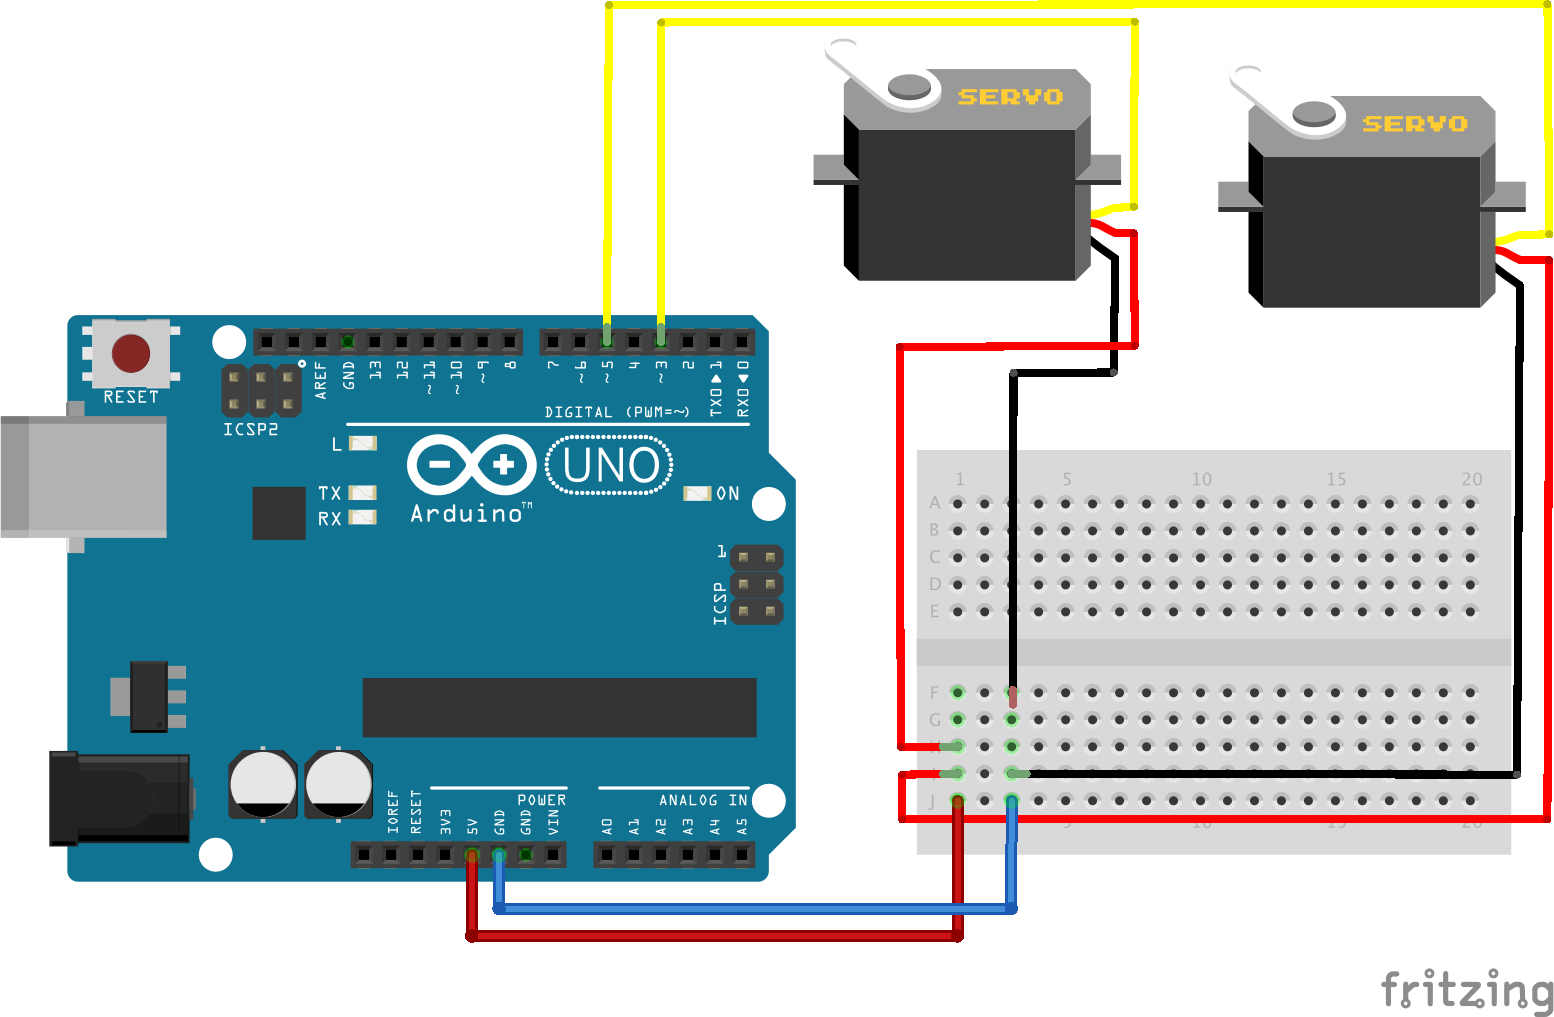 SERVO
SERVO
RESET
ICSP2
AREF
GND
13
12
~11
~10
~9
8
7
~6
~5
4
~3
2
TX0▶1
RX0◀0
DIGITAL (PWM=~)
L
TX
RX
UNO
Arduino™
ON
1
ICSP
1 5 15 20
10
A
B
C
D
E
F
G
J
5 10 15 20
IOREF
RESET
3V3
5V
GND
GND
VIN
POWER
ANALOG IN
A0
A1
A2
A3
A4
A5
fritzing